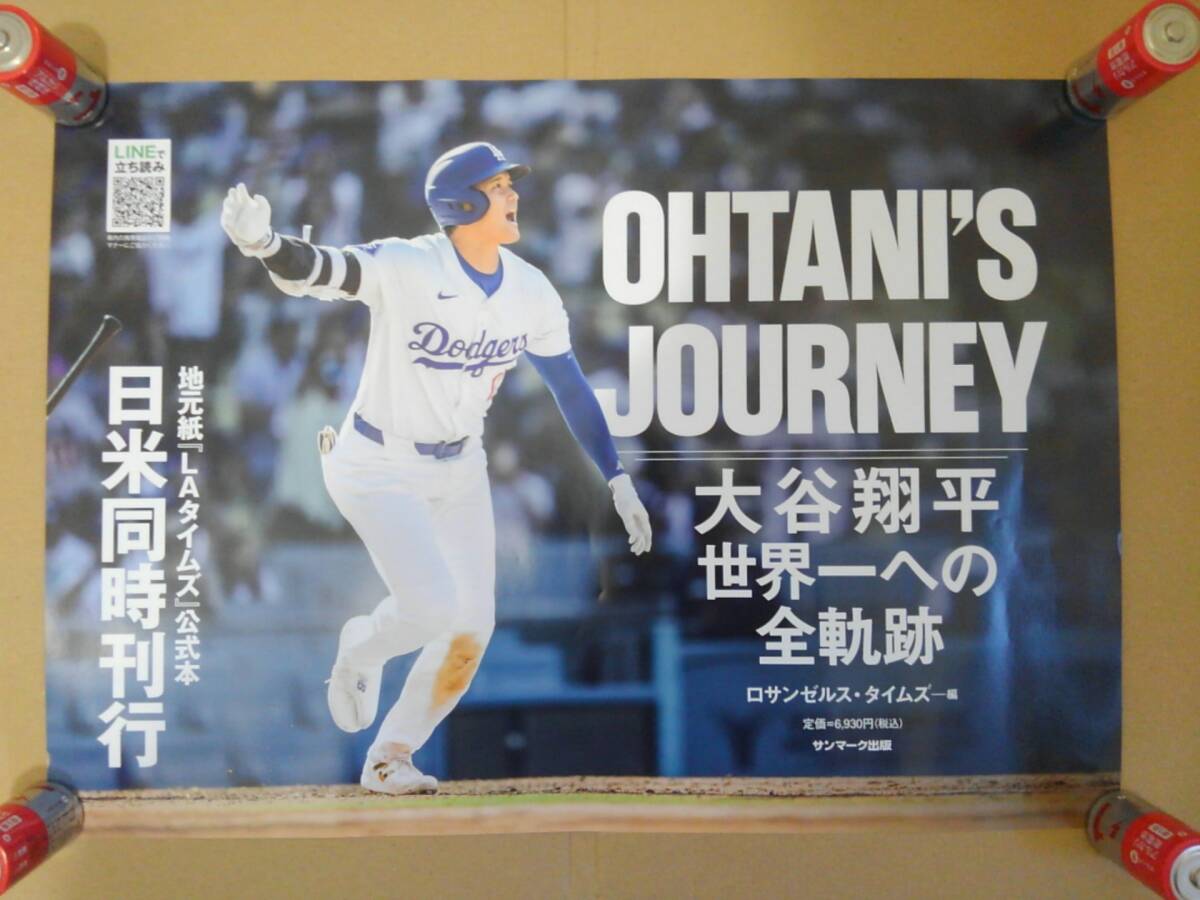 LINEで
立ち読み
OHTANI'S
JOURNEY
大谷翔平
世界一への
全軌跡
ロサンゼルス・タイムズ―編
定価=6,930円(税込)
サンマーク出版
地元紙『LAタイムズ』公式本
日米同時刊行
Dodgers
LA